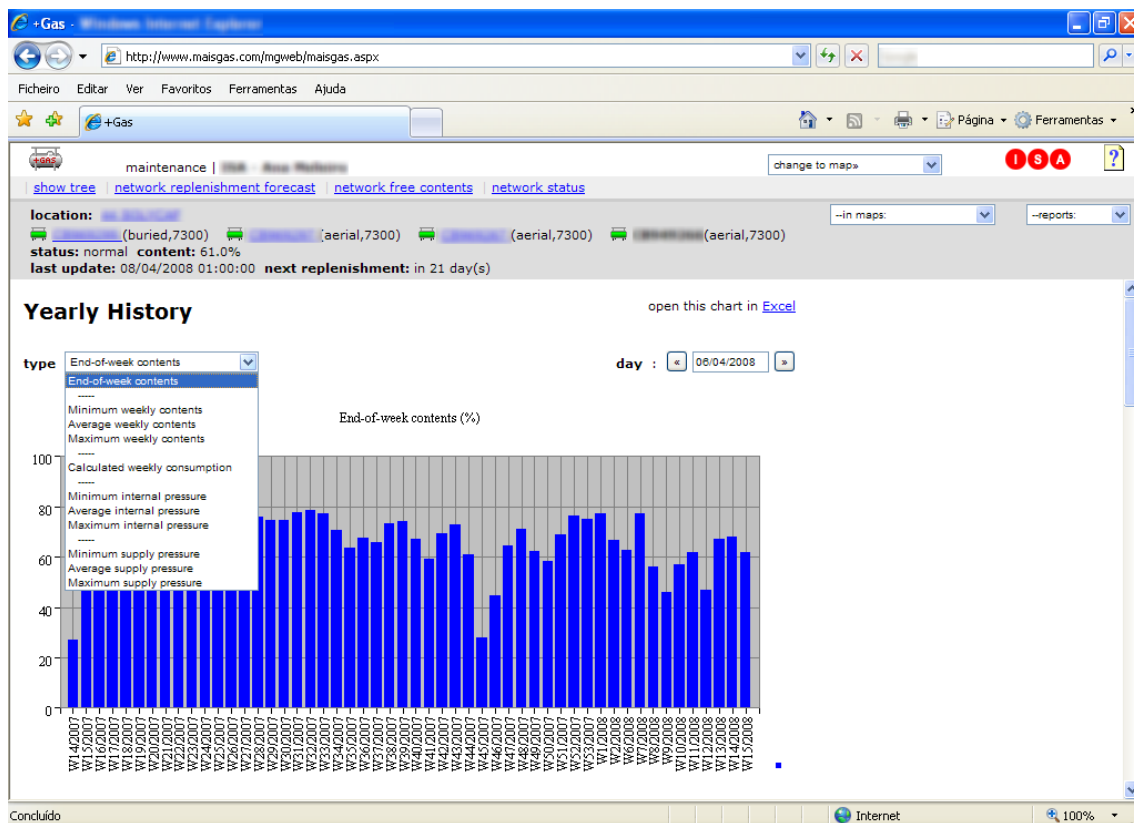 +Gas -
http://www.maisgas.com/mgweb/maisgas.aspx
Ficheiro Editar Ver Favoritos Ferramentas Ajuda
+Gas
Página Ferramentas
+GAS
maintenance |
change to map»
ISA
?
show tree | network replenishment forecast | network free contents | network status
location:
--in maps:
--reports:
(buried,7300) (aerial,7300) (aerial,7300) (aerial,7300)
status: normal content: 61.0%
last update: 08/04/2008 01:00:00 next replenishment: in 21 day(s)
Yearly History
open this chart in Excel
type End-of-week contents
day : « 06/04/2008 »
End-of-week contents
-----
Minimum weekly contents
Average weekly contents
Maximum weekly contents
-----
Calculated weekly consumption
-----
Minimum internal pressure
Average internal pressure
Maximum internal pressure
-----
Minimum supply pressure
Average supply pressure
Maximum supply pressure
End-of-week contents (%)
100
80
60
40
20
0
W14/2007
W15/2007
W16/2007
W17/2007
W18/2007
W19/2007
W20/2007
W21/2007
W22/2007
W23/2007
W24/2007
W25/2007
W26/2007
W27/2007
W28/2007
W29/2007
W30/2007
W31/2007
W32/2007
W33/2007
W34/2007
W35/2007
W36/2007
W37/2007
W38/2007
W39/2007
W40/2007
W41/2007
W42/2007
W43/2007
W44/2007
W45/2007
W46/2007
W47/2007
W48/2007
W49/2007
W50/2007
W51/2007
W52/2007
W53/2007
W1/2008
W2/2008
W6/2008
W7/2008
W8/2008
W9/2008
W10/2008
W11/2008
W12/2008
W13/2008
W14/2008
W15/2008
Concluído
Internet
100%